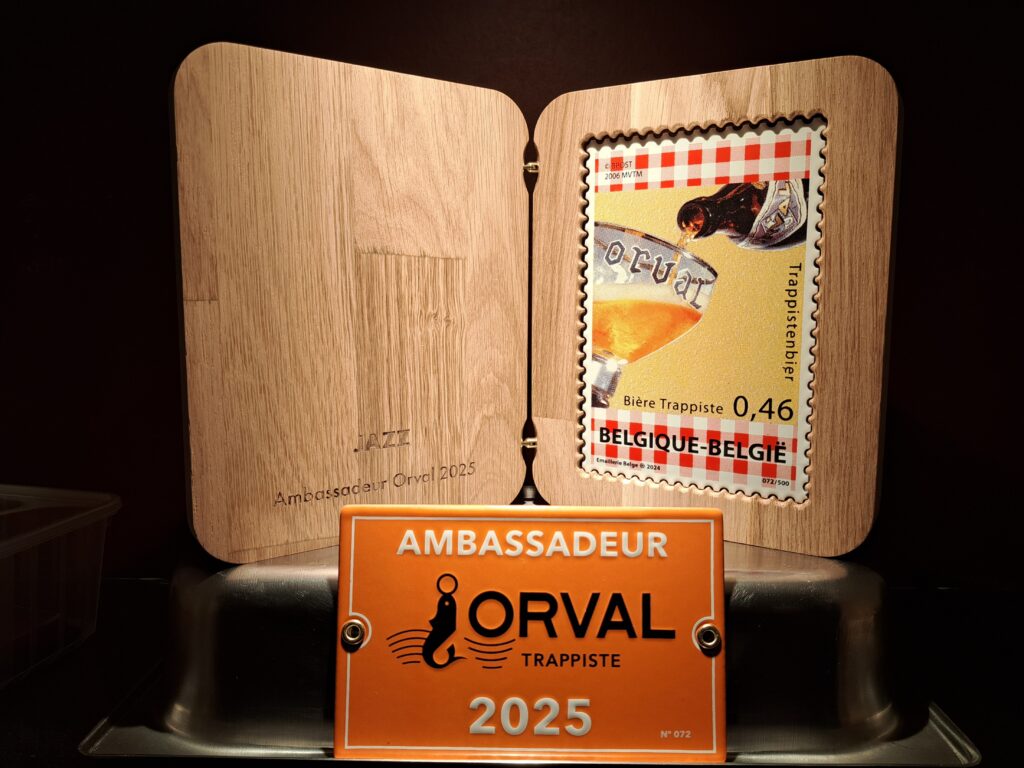 JAZZ
Ambassadeur Orval 2025
© BPOST
2006 MVTM
orval
Trappistenbier
Bière Trappiste 0,46
BELGIQUE-BELGIË
Emaillerie Belge ® 2024
072/500
AMBASSADEUR
ORVAL
TRAPPISTE
2025
N° 072